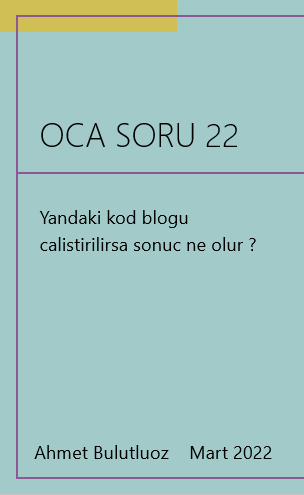 OCA SORU 22
Yandaki kod blogu
calistirilirsa sonuc ne olur ?
Ahmet Bulutluoz Mart 2022